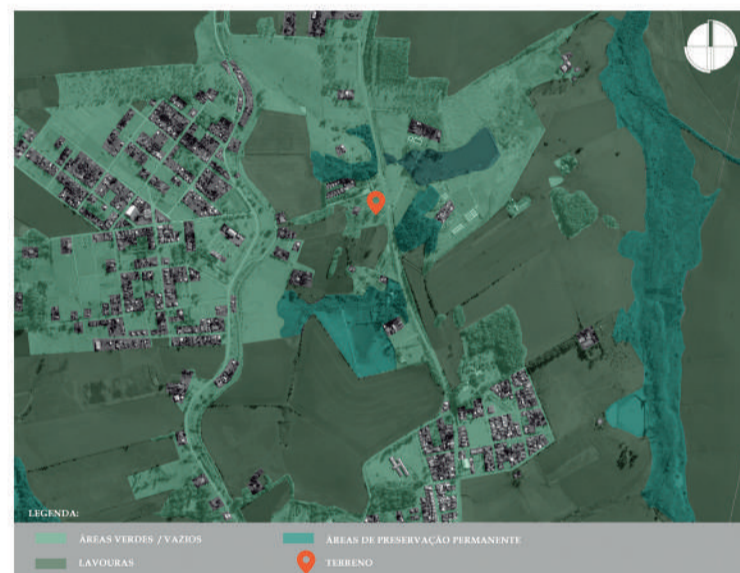 LEGENDA:
ÁREAS VERDES / VAZIOS
ÁREAS DE PRESERVAÇÃO PERMANENTE
LAVOURAS
TERRENO